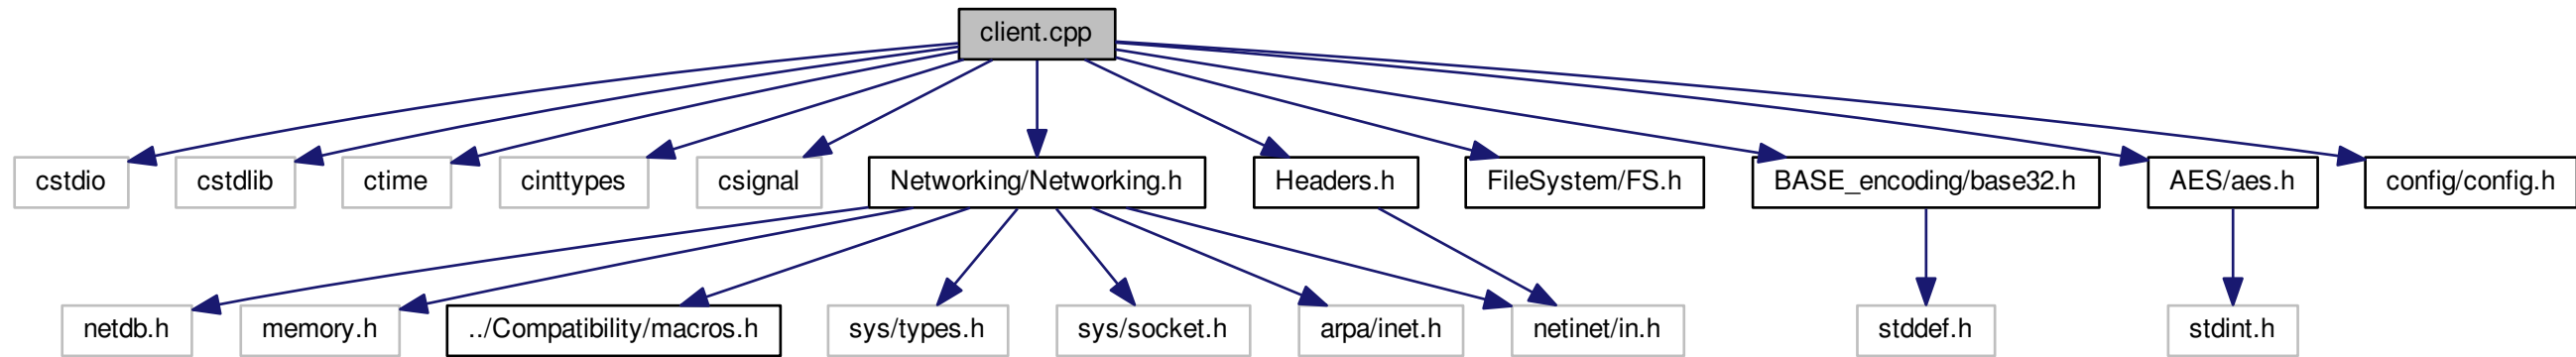 client.cpp
cstdio
cstdlib
ctime
cinttypes
csignal
Networking/Networking.h
Headers.h
FileSystem/FS.h
BASE_encoding/base32.h
AES/aes.h
config/config.h
netdb.h
memory.h
../Compatibility/macros.h
sys/types.h
sys/socket.h
arpa/inet.h
netinet/in.h
stddef.h
stdint.h